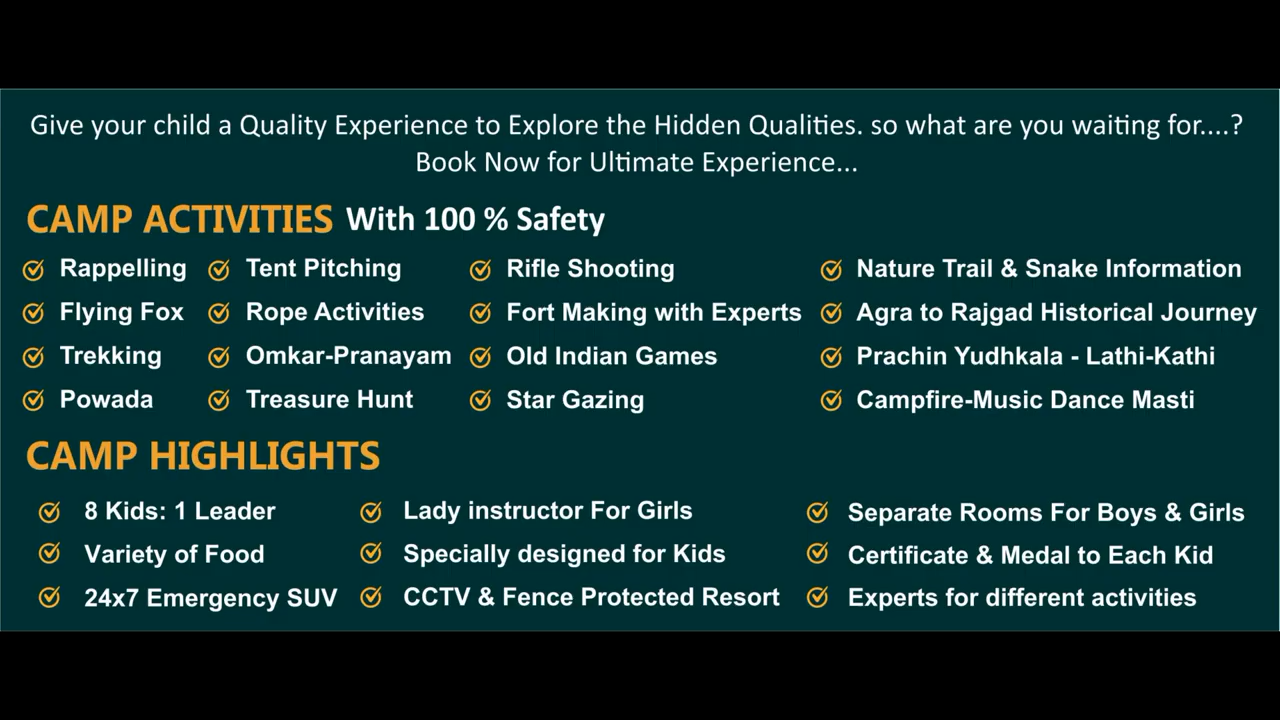 Give your child a Quality Experience to Explore the Hidden Qualities. so what are you waiting for....?
Book Now for Ultimate Experience...
CAMP ACTIVITIES With 100 % Safety
Rappelling Tent Pitching Rifle Shooting Nature Trail & Snake Information
Flying Fox Rope Activities Fort Making with Experts Agra to Rajgad Historical Journey
Trekking Omkar-Pranayam Old Indian Games Prachin Yudhkala - Lathi-Kathi
Powada Treasure Hunt Star Gazing Campfire-Music Dance Masti
CAMP HIGHLIGHTS
8 Kids: 1 Leader Lady instructor For Girls Separate Rooms For Boys & Girls
Variety of Food Specially designed for Kids Certificate & Medal to Each Kid
24x7 Emergency SUV CCTV & Fence Protected Resort Experts for different activities